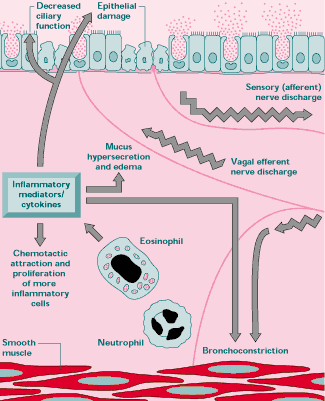 Decreased
ciliary
function
Epithelial
damage
Sensory (afferent)
nerve discharge
Mucus
hypersecretion
and edema
Vagal efferent
nerve discharge
Inflammatory
mediators/
cytokines
Eosinophil
Chemotactic
attraction and
proliferation
of more
inflammatory
cells
Neutrophil
Smooth
muscle
Bronchoconstriction